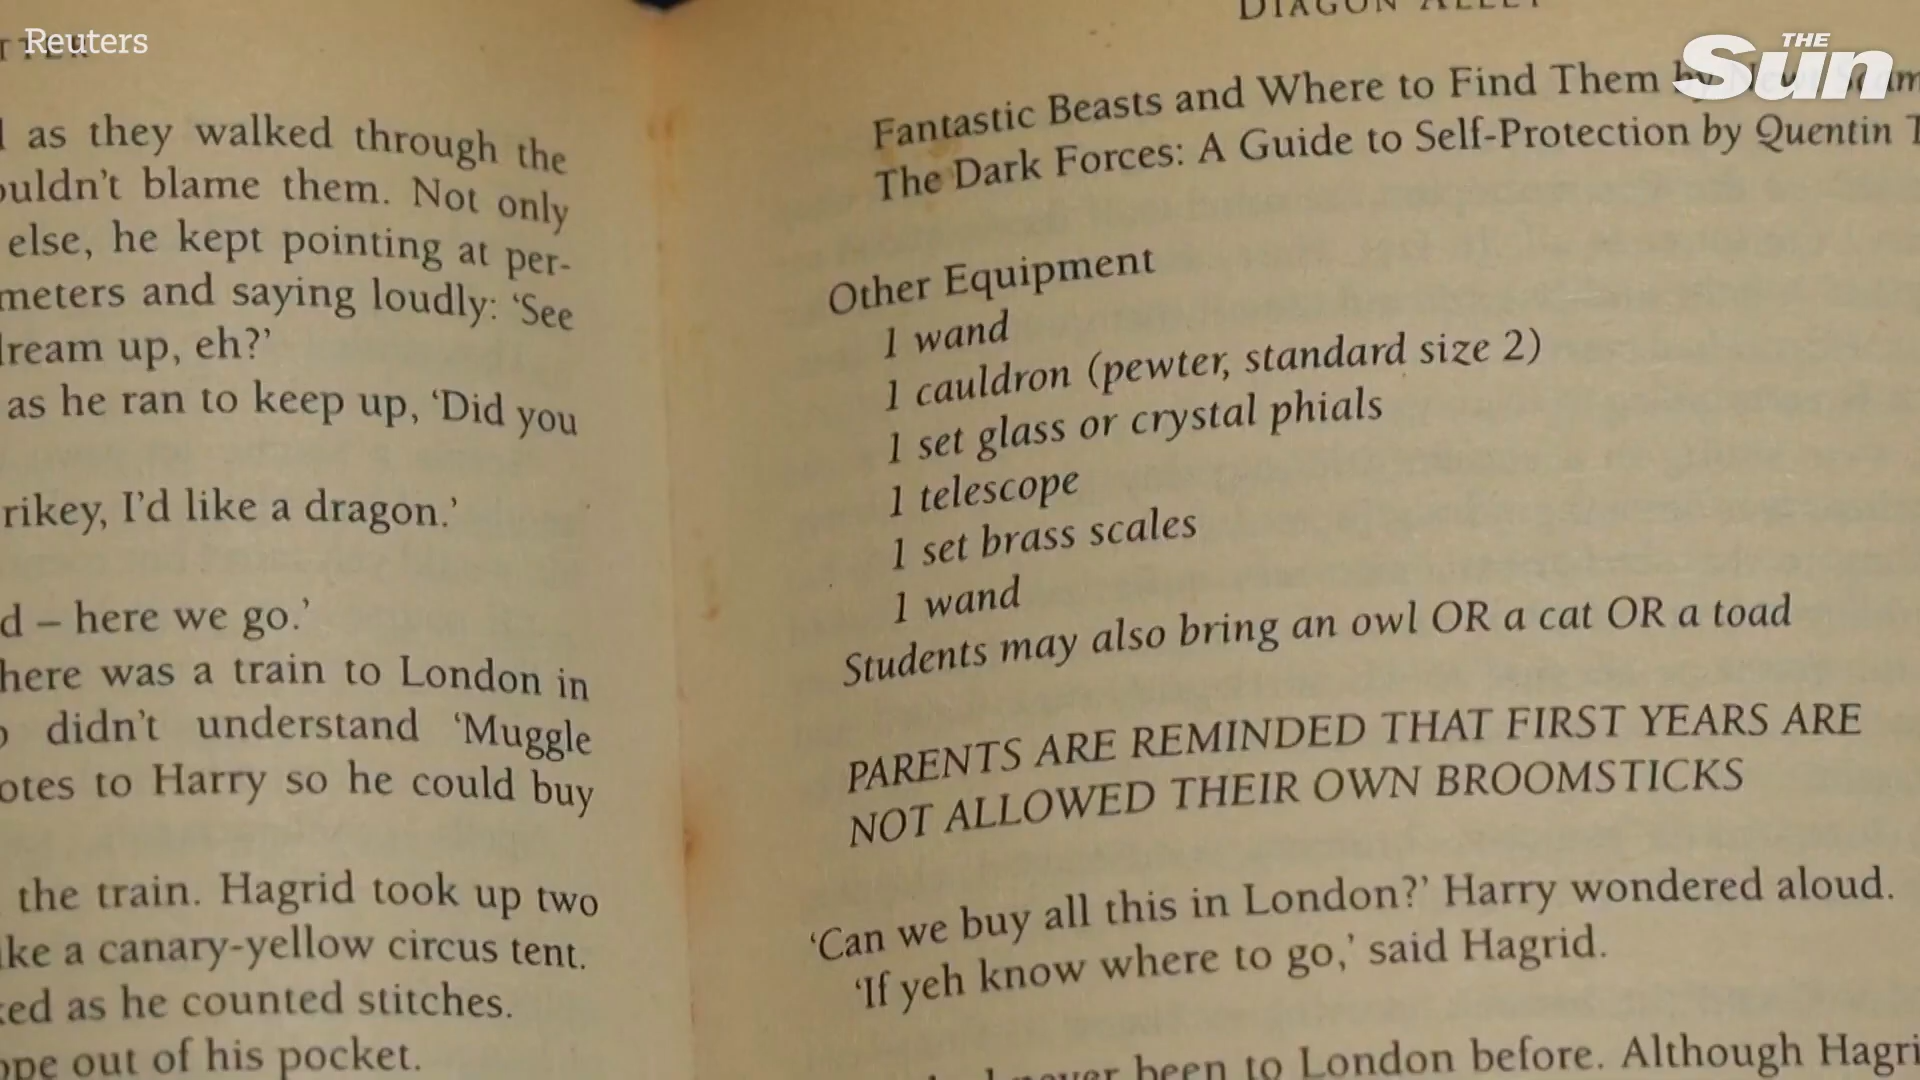 Reuters
THE Sun
as they walked through the
ouldn't blame them. Not only
else, he kept pointing at per-
meters and saying loudly: 'See
dream up, eh?'
as he ran to keep up, 'Did you
rikey, I'd like a dragon.'
d – here we go.'
here was a train to London in
didn't understand 'Muggle
otes to Harry so he could buy
the train. Hagrid took up two
ike a canary-yellow circus tent.
ked as he counted stitches.
ope out of his pocket.
DIAGON ALLEY
Fantastic Beasts and Where to Find Them by
The Dark Forces: A Guide to Self-Protection by Quentin T
Other Equipment
1 wand
1 cauldron (pewter, standard size 2)
1 set glass or crystal phials
1 telescope
1 set brass scales
1 wand
Students may also bring an owl OR a cat OR a toad
PARENTS ARE REMINDED THAT FIRST YEARS ARE
NOT ALLOWED THEIR OWN BROOMSTICKS
'Can we buy all this in London?' Harry wondered aloud.
'If yeh know where to go,' said Hagrid.
never been to London before. Although Hagri